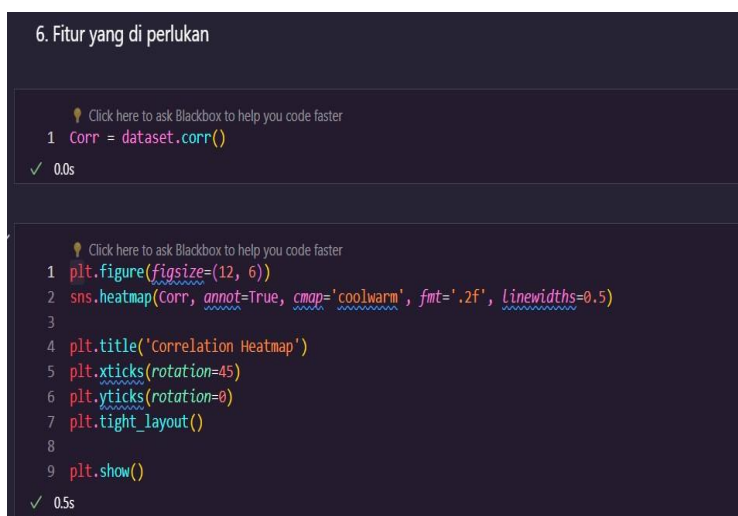 6. Fitur yang di perlukan
Click here to ask Blackbox to help you code faster
1 Corr = dataset.corr()
✓ 0.0s
Click here to ask Blackbox to help you code faster
1 plt.figure(figsize=(12, 6))
2 sns.heatmap(Corr, annot=True, cmap='coolwarm', fmt='.2f', linewidths=0.5)
3
4 plt.title('Correlation Heatmap')
5 plt.xticks(rotation=45)
6 plt.yticks(rotation=0)
7 plt.tight_layout()
8
9 plt.show()
✓ 0.5s